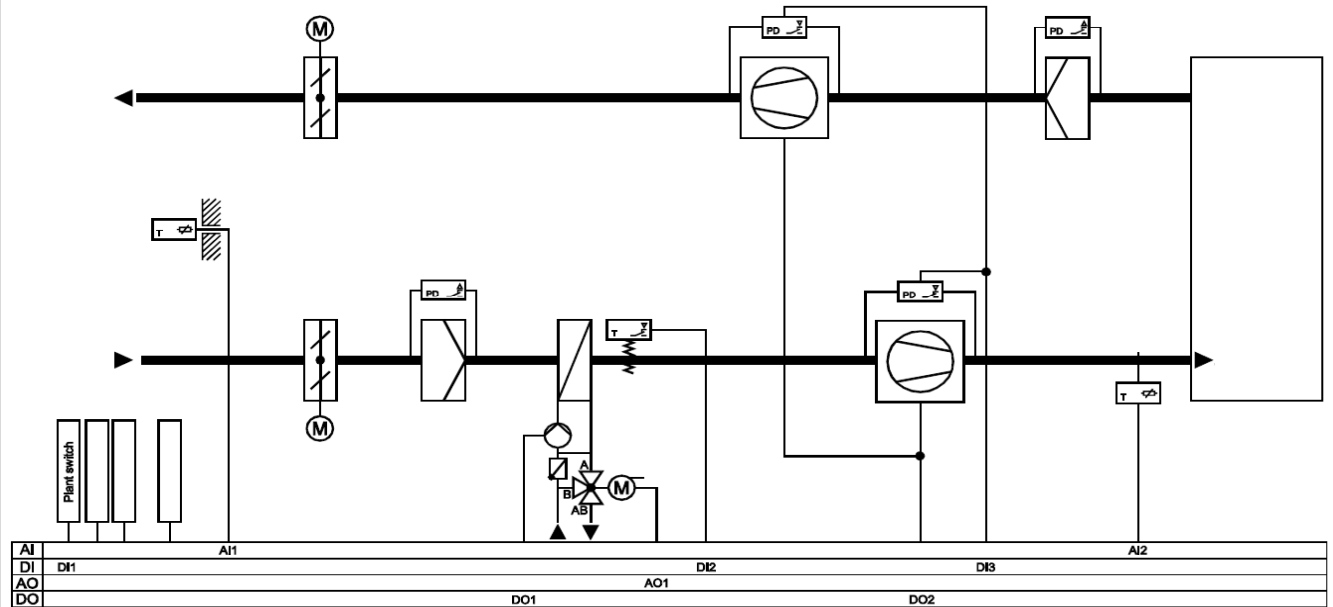 M
PD
PD
T
PD
PD
T
T
M
Plant switch
A
B
M
AB
AI AI1 AI2
DI DI1 DI2 DI3
AO AO1
DO DO1 DO2